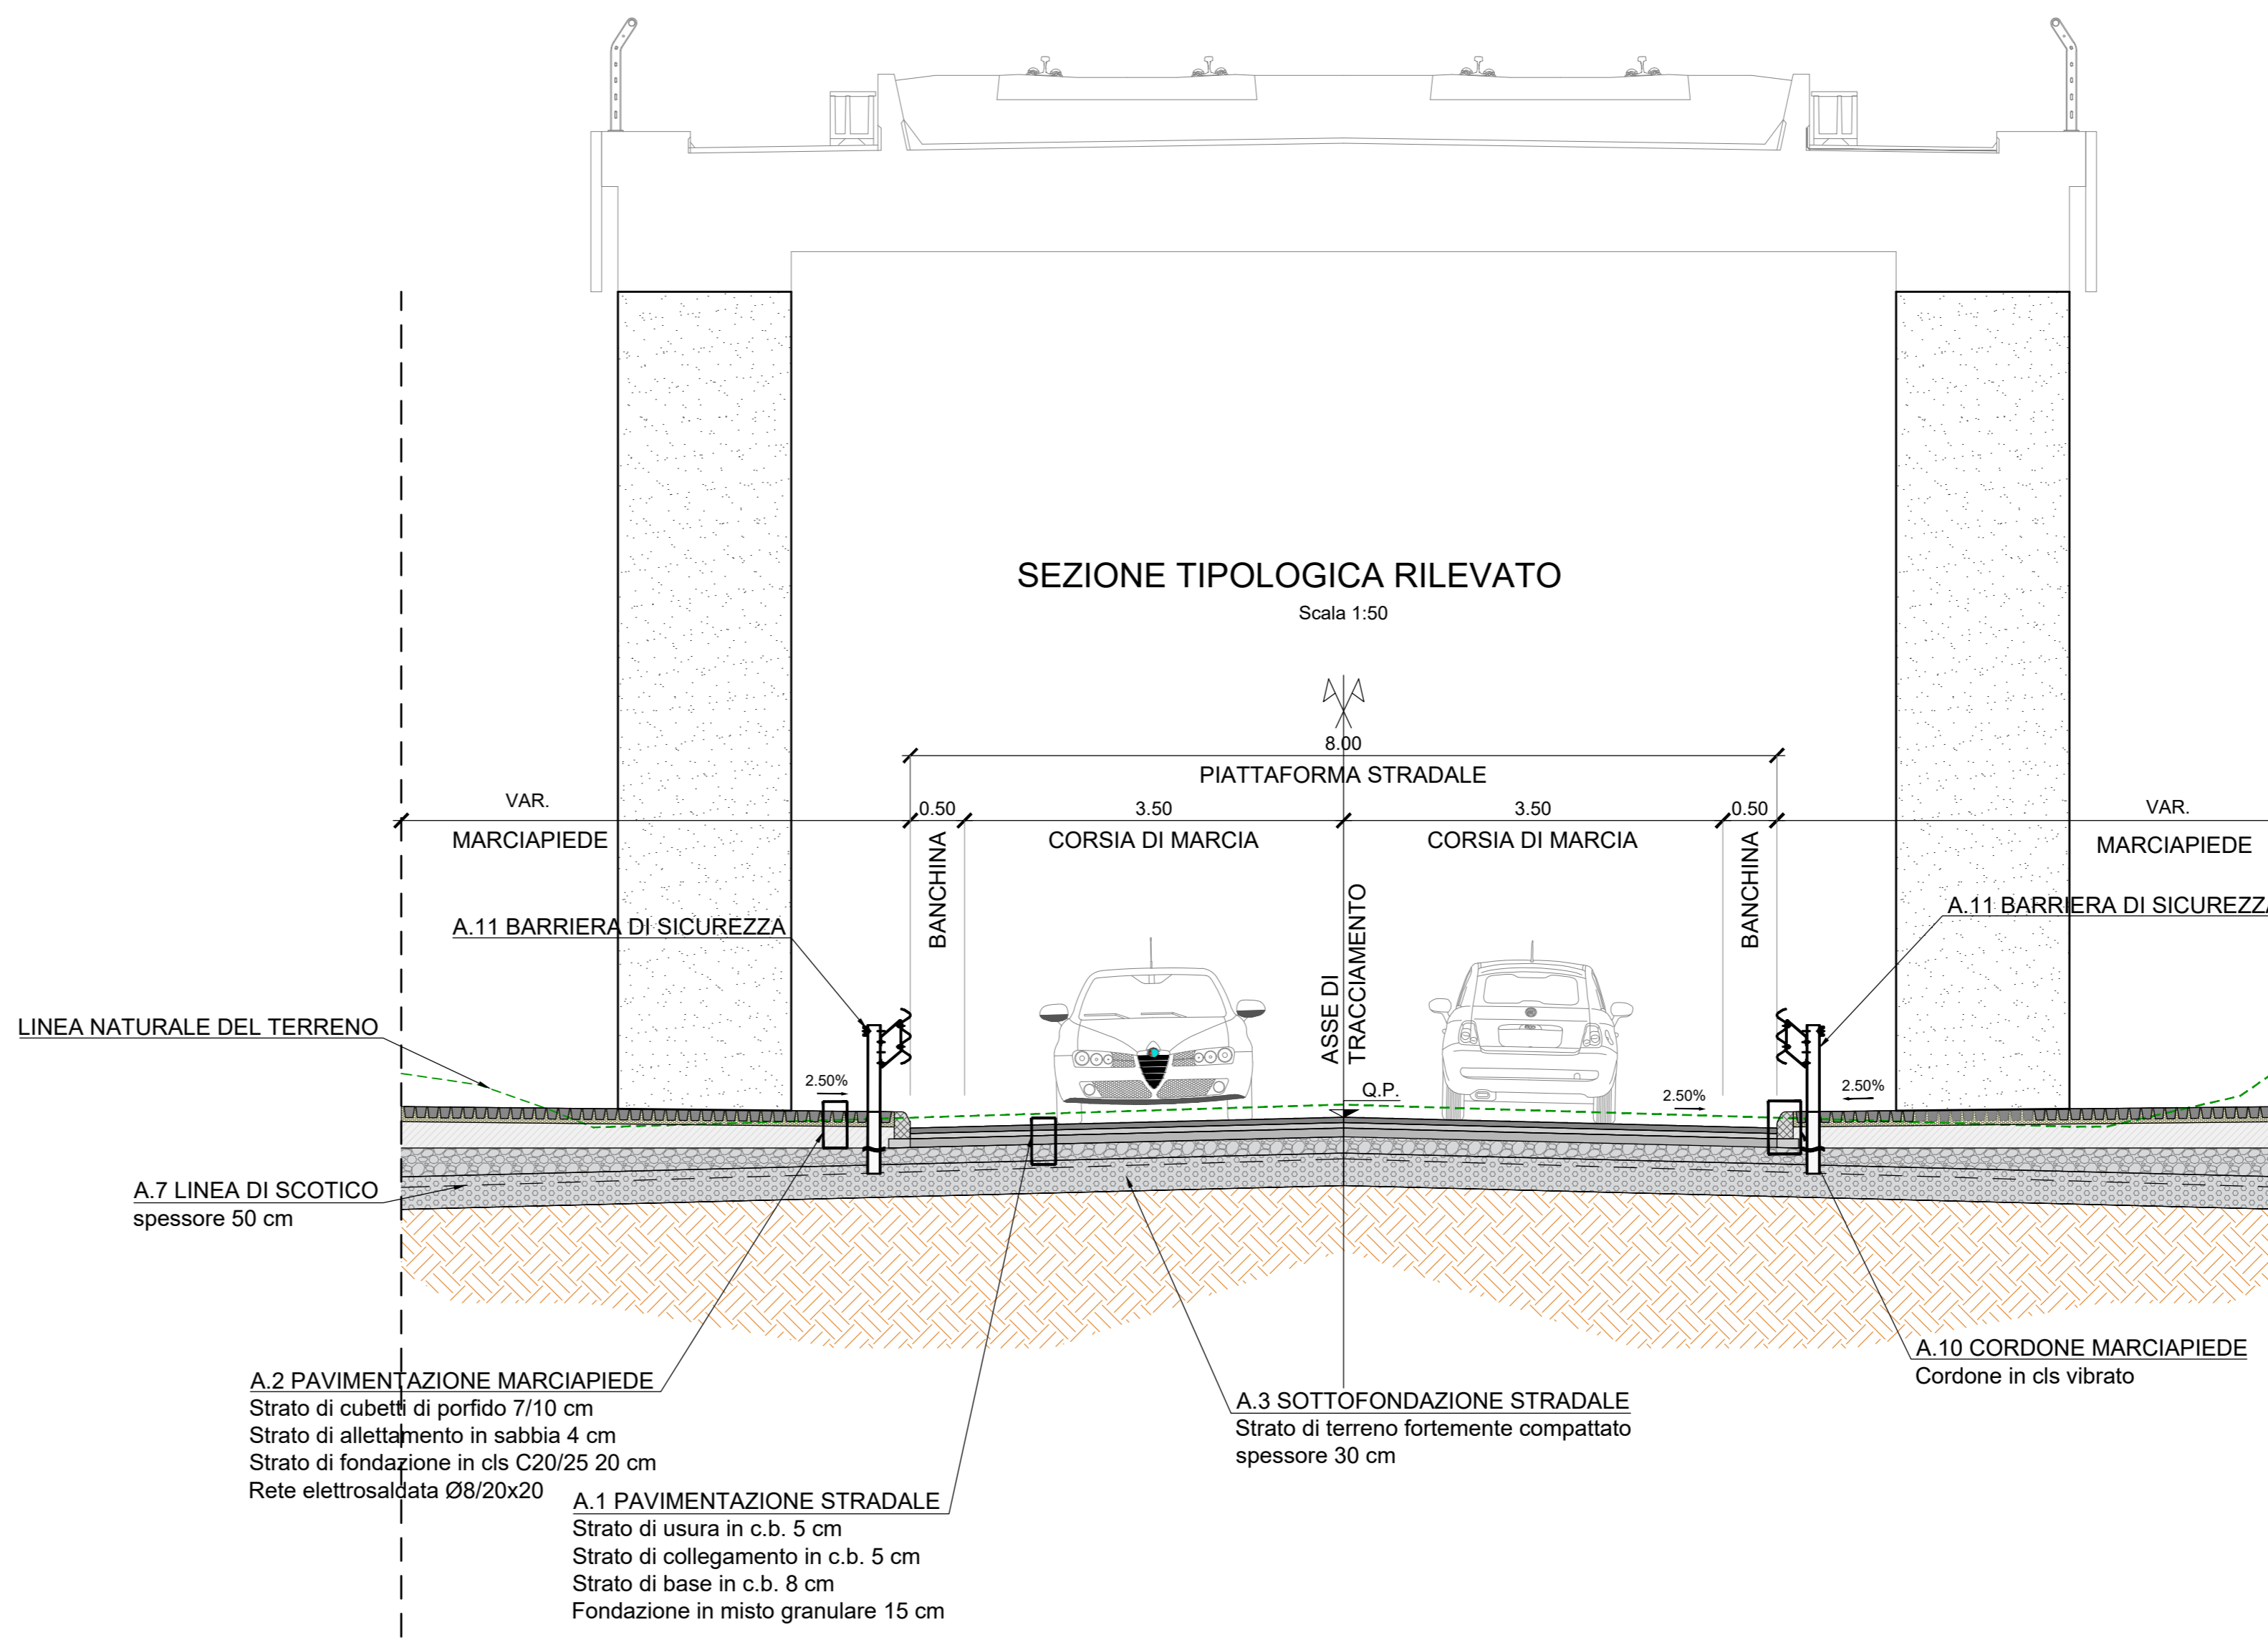 SEZIONE TIPOLOGICA RILEVATO
Scala 1:50
8.00
PIATTAFORMA STRADALE
VAR.
0.50
3.50
3.50
0.50
VAR.
MARCIAPIEDE
BANCHINA
CORSIA DI MARCIA
CORSIA DI MARCIA
BANCHINA
MARCIAPIEDE
ASSE DI
TRACCIAMENTO
A.11 BARRIERA DI SICUREZZA
A.11 BARRIERA DI SICUREZZA
LINEA NATURALE DEL TERRENO
2.50%
Q.P.
2.50%
2.50%
A.7 LINEA DI SCOTICO
spessore 50 cm
A.10 CORDONE MARCIAPIEDE
Cordone in cls vibrato
A.2 PAVIMENTAZIONE MARCIAPIEDE
Strato di cubetti di porfido 7/10 cm
Strato di allettamento in sabbia 4 cm
Strato di fondazione in cls C20/25 20 cm
Rete elettrosaldata Ø8/20x20
A.3 SOTTOFONDAZIONE STRADALE
Strato di terreno fortemente compattato
spessore 30 cm
A.1 PAVIMENTAZIONE STRADALE
Strato di usura in c.b. 5 cm
Strato di collegamento in c.b. 5 cm
Strato di base in c.b. 8 cm
Fondazione in misto granulare 15 cm